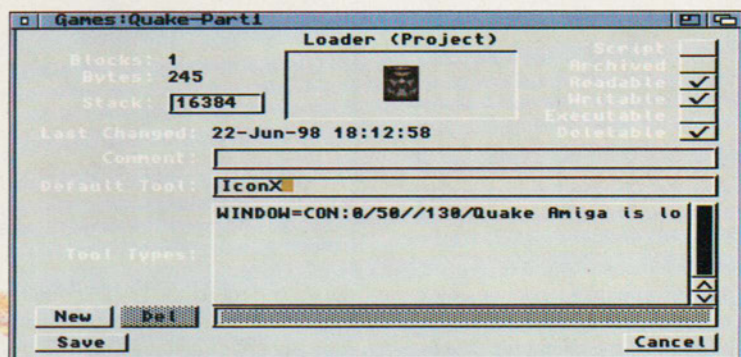 Games:Quake-Part1
Loader (Project)
Blocks: 1
Bytes: 245
Stack: 16384
Script
Archived
Readable
Writable
Executable
Deletable
Last Changed: 22-Jun-98 18:12:58
Comment:
Default Tool: IconX
Tool Types: WINDOW=CON:0/50//130/Quake Amiga is lo
New Del
Save Cancel